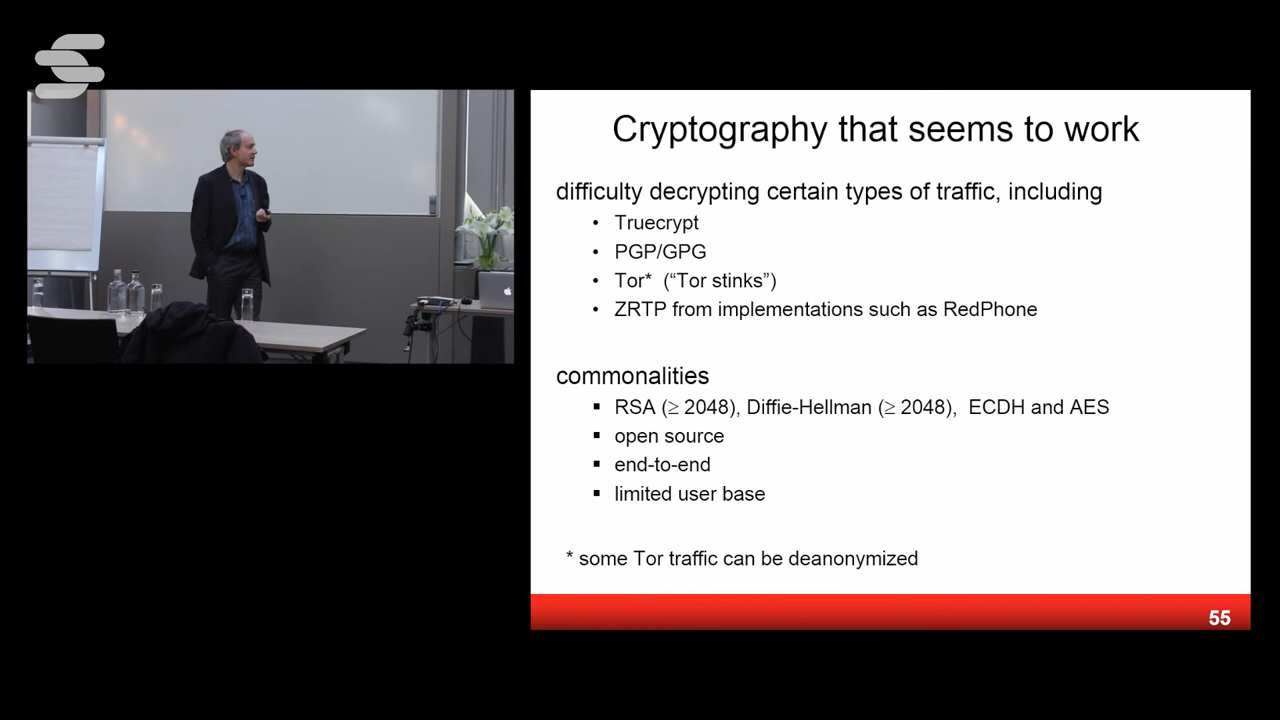 Cryptography that seems to work
difficulty decrypting certain types of traffic, including
• Truecrypt
• PGP/GPG
• Tor* (“Tor stinks”)
• ZRTP from implementations such as RedPhone
commonalities
▪ RSA (≥ 2048), Diffie-Hellman (≥ 2048), ECDH and AES
▪ open source
▪ end-to-end
▪ limited user base
* some Tor traffic can be deanonymized
55